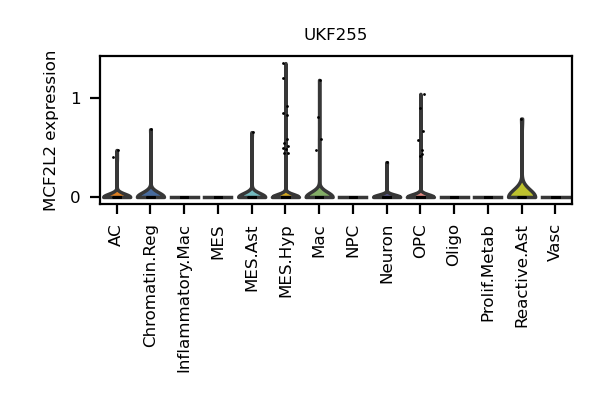 UKF255
MCF2L2 expression
1
0
AC
Chromatin.Reg
Inflammatory.Mac
MES
MES.Ast
MES.Hyp
Mac
NPC
Neuron
OPC
Oligo
Prolif.Metab
Reactive.Ast
Vasc